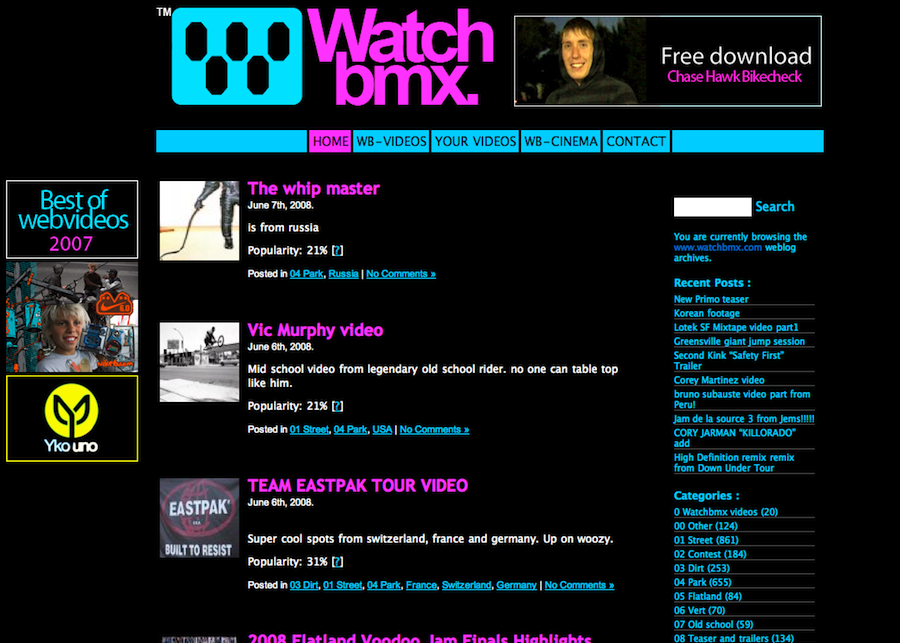 TM
Watch
bmx.
Free download
Chase Hawk Bikecheck
HOME
WB-VIDEOS
YOUR VIDEOS
WB-CINEMA
CONTACT
Best of
webvideos
2007
Yko uno
The whip master
June 7th, 2008.
is from russia
Popularity: 21% [?]
Posted in 04 Park, Russia | No Comments »
Vic Murphy video
June 6th, 2008.
Mid school video from legendary old school rider. no one can table top
like him.
Popularity: 21% [?]
Posted in 01 Street, 04 Park, USA | No Comments »
EASTPAK
USA
BUILT TO RESIST
TEAM EASTPAK TOUR VIDEO
June 6th, 2008.
Super cool spots from switzerland, france and germany. Up on woozy.
Popularity: 31% [?]
Posted in 03 Dirt, 01 Street, 04 Park, France, Switzerland, Germany | No Comments »
2008 Flatland Voodoo Jam Finals Highlights
Search
You are currently browsing the
www.watchbmx.com weblog
archives.
Recent Posts :
New Primo teaser
Korean footage
Lotek SF Mixtape video part1
Greensville giant jump session
Second Kink "Safety First"
Trailer
Corey Martinez video
bruno subauste video part from
Peru!
Jam de la source 3 from Jems!!!!!
CORY JARMAN "KILLORADO"
add
High Definition remix remix
from Down Under Tour
Categories :
0 Watchbmx videos (20)
00 Other (124)
01 Street (861)
02 Contest (184)
03 Dirt (253)
04 Park (655)
05 Flatland (84)
06 Vert (70)
07 Old school (59)
08 Teaser and trailers (134)